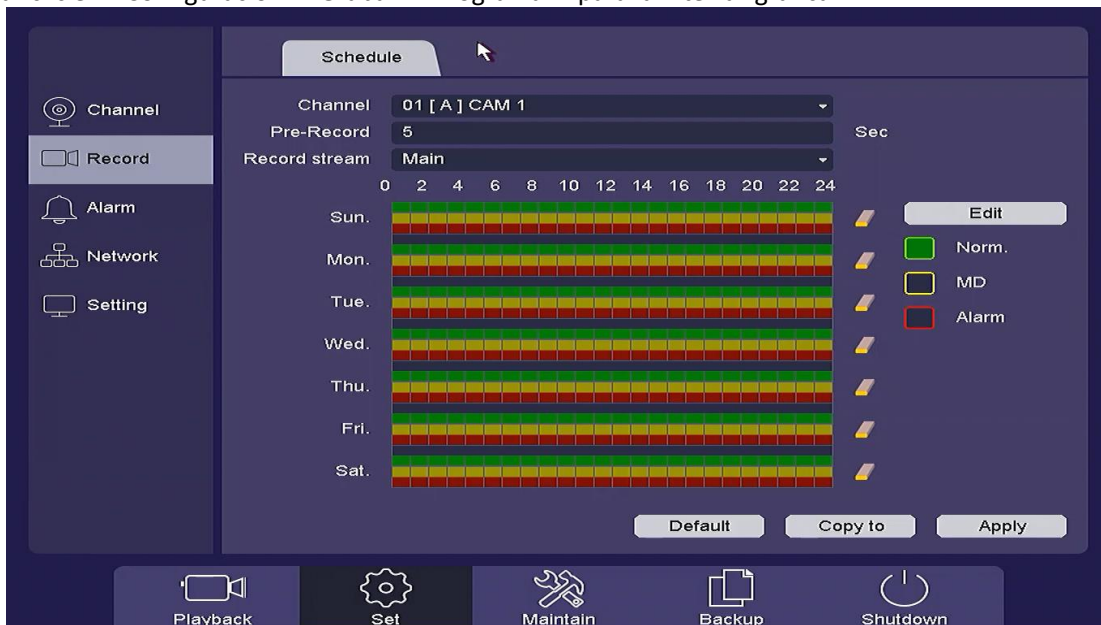 Schedule
Channel
Record
Alarm
Network
Setting
Channel 01 [ A ] CAM 1
Pre-Record 5 Sec
Record stream Main
0 2 4 6 8 10 12 14 16 18 20 22 24
Sun.
Mon.
Tue.
Wed.
Thu.
Fri.
Sat.
Edit
Norm.
MD
Alarm
Default Copy to Apply
Playback Set Maintain Backup Shutdown